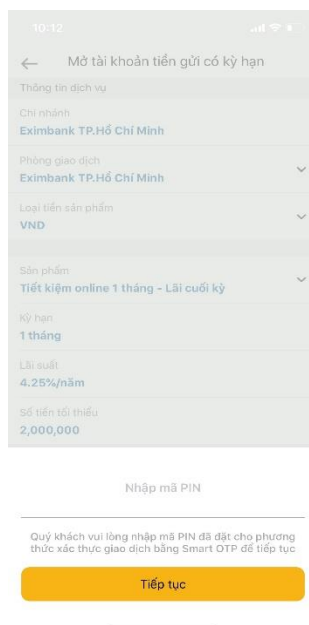 10:12
Mở tài khoản tiền gửi có kỳ hạn
Thông tin dịch vụ
Chi nhánh
Eximbank TP.Hồ Chí Minh
Phòng giao dịch
Eximbank TP.Hồ Chí Minh
Loại tiền sản phẩm
VND
Sản phẩm
Tiết kiệm online 1 tháng - Lãi cuối kỳ
Kỳ hạn
1 tháng
Lãi suất
4.25%/năm
Số tiền tối thiểu
2,000,000
Nhập mã PIN
Quý khách vui lòng nhập mã PIN đã đặt cho phương
thức xác thực giao dịch bằng Smart OTP để tiếp tục
Tiếp tục